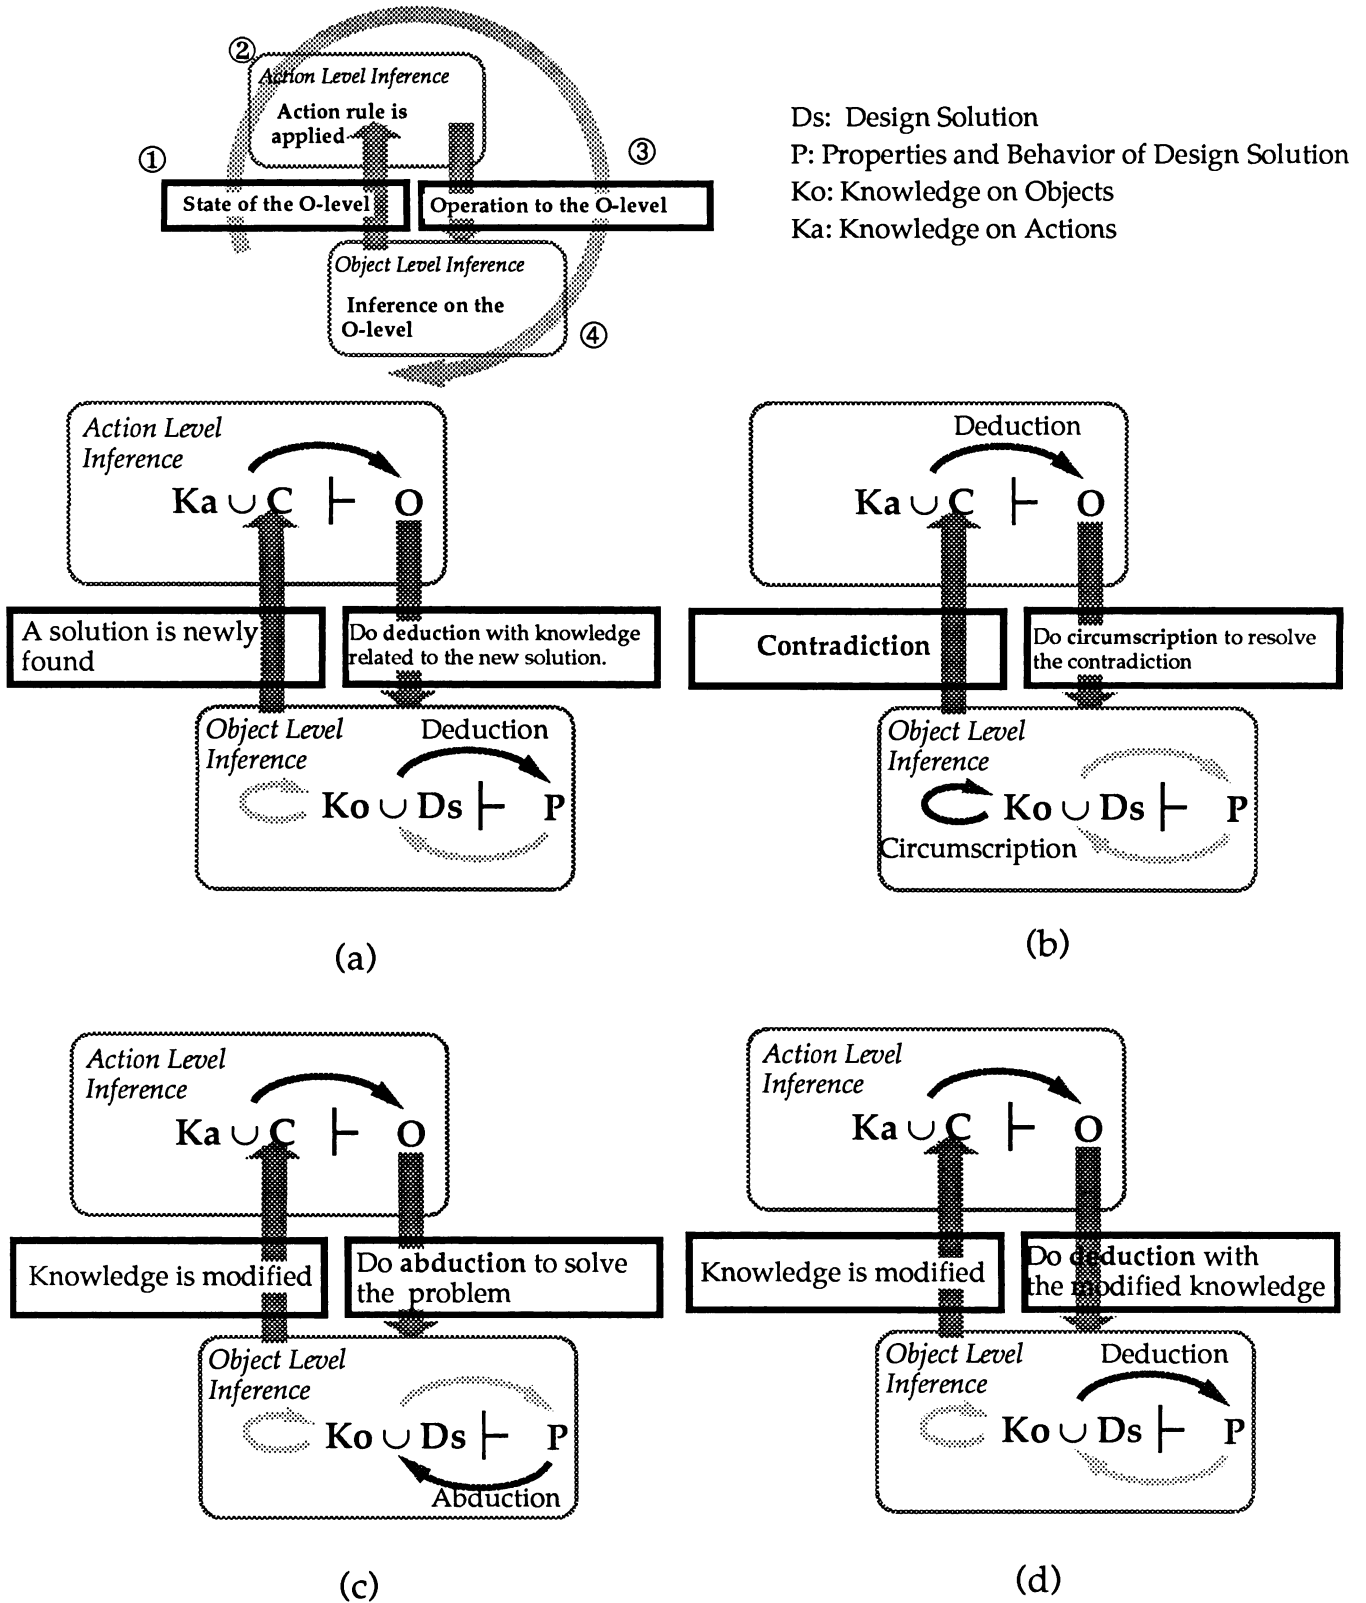 ②
Action Level Inference
Action rule is
applied
①
③
State of the O-level
Operation to the O-level
Object Level Inference
Inference on the
O-level
④
Ds: Design Solution
P: Properties and Behavior of Design Solution
Ko: Knowledge on Objects
Ka: Knowledge on Actions
Action Level
Inference
Ka ∪ C ⊢ O
A solution is newly
found
Do deduction with knowledge
related to the new solution.
Object Level
Inference
Deduction
Ko ∪ Ds ⊢ P
(a)
Deduction
Ka ∪ C ⊢ O
Contradiction
Do circumscription to resolve
the contradiction
Object Level
Inference
Ko ∪ Ds ⊢ P
Circumscription
(b)
Action Level
Inference
Ka ∪ C ⊢ O
Knowledge is modified
Do abduction to solve
the problem
Object Level
Inference
Ko ∪ Ds ⊢ P
Abduction
(c)
Action Level
Inference
Ka ∪ C ⊢ O
Knowledge is modified
Do deduction with
the modified knowledge
Object Level
Inference
Deduction
Ko ∪ Ds ⊢ P
(d)